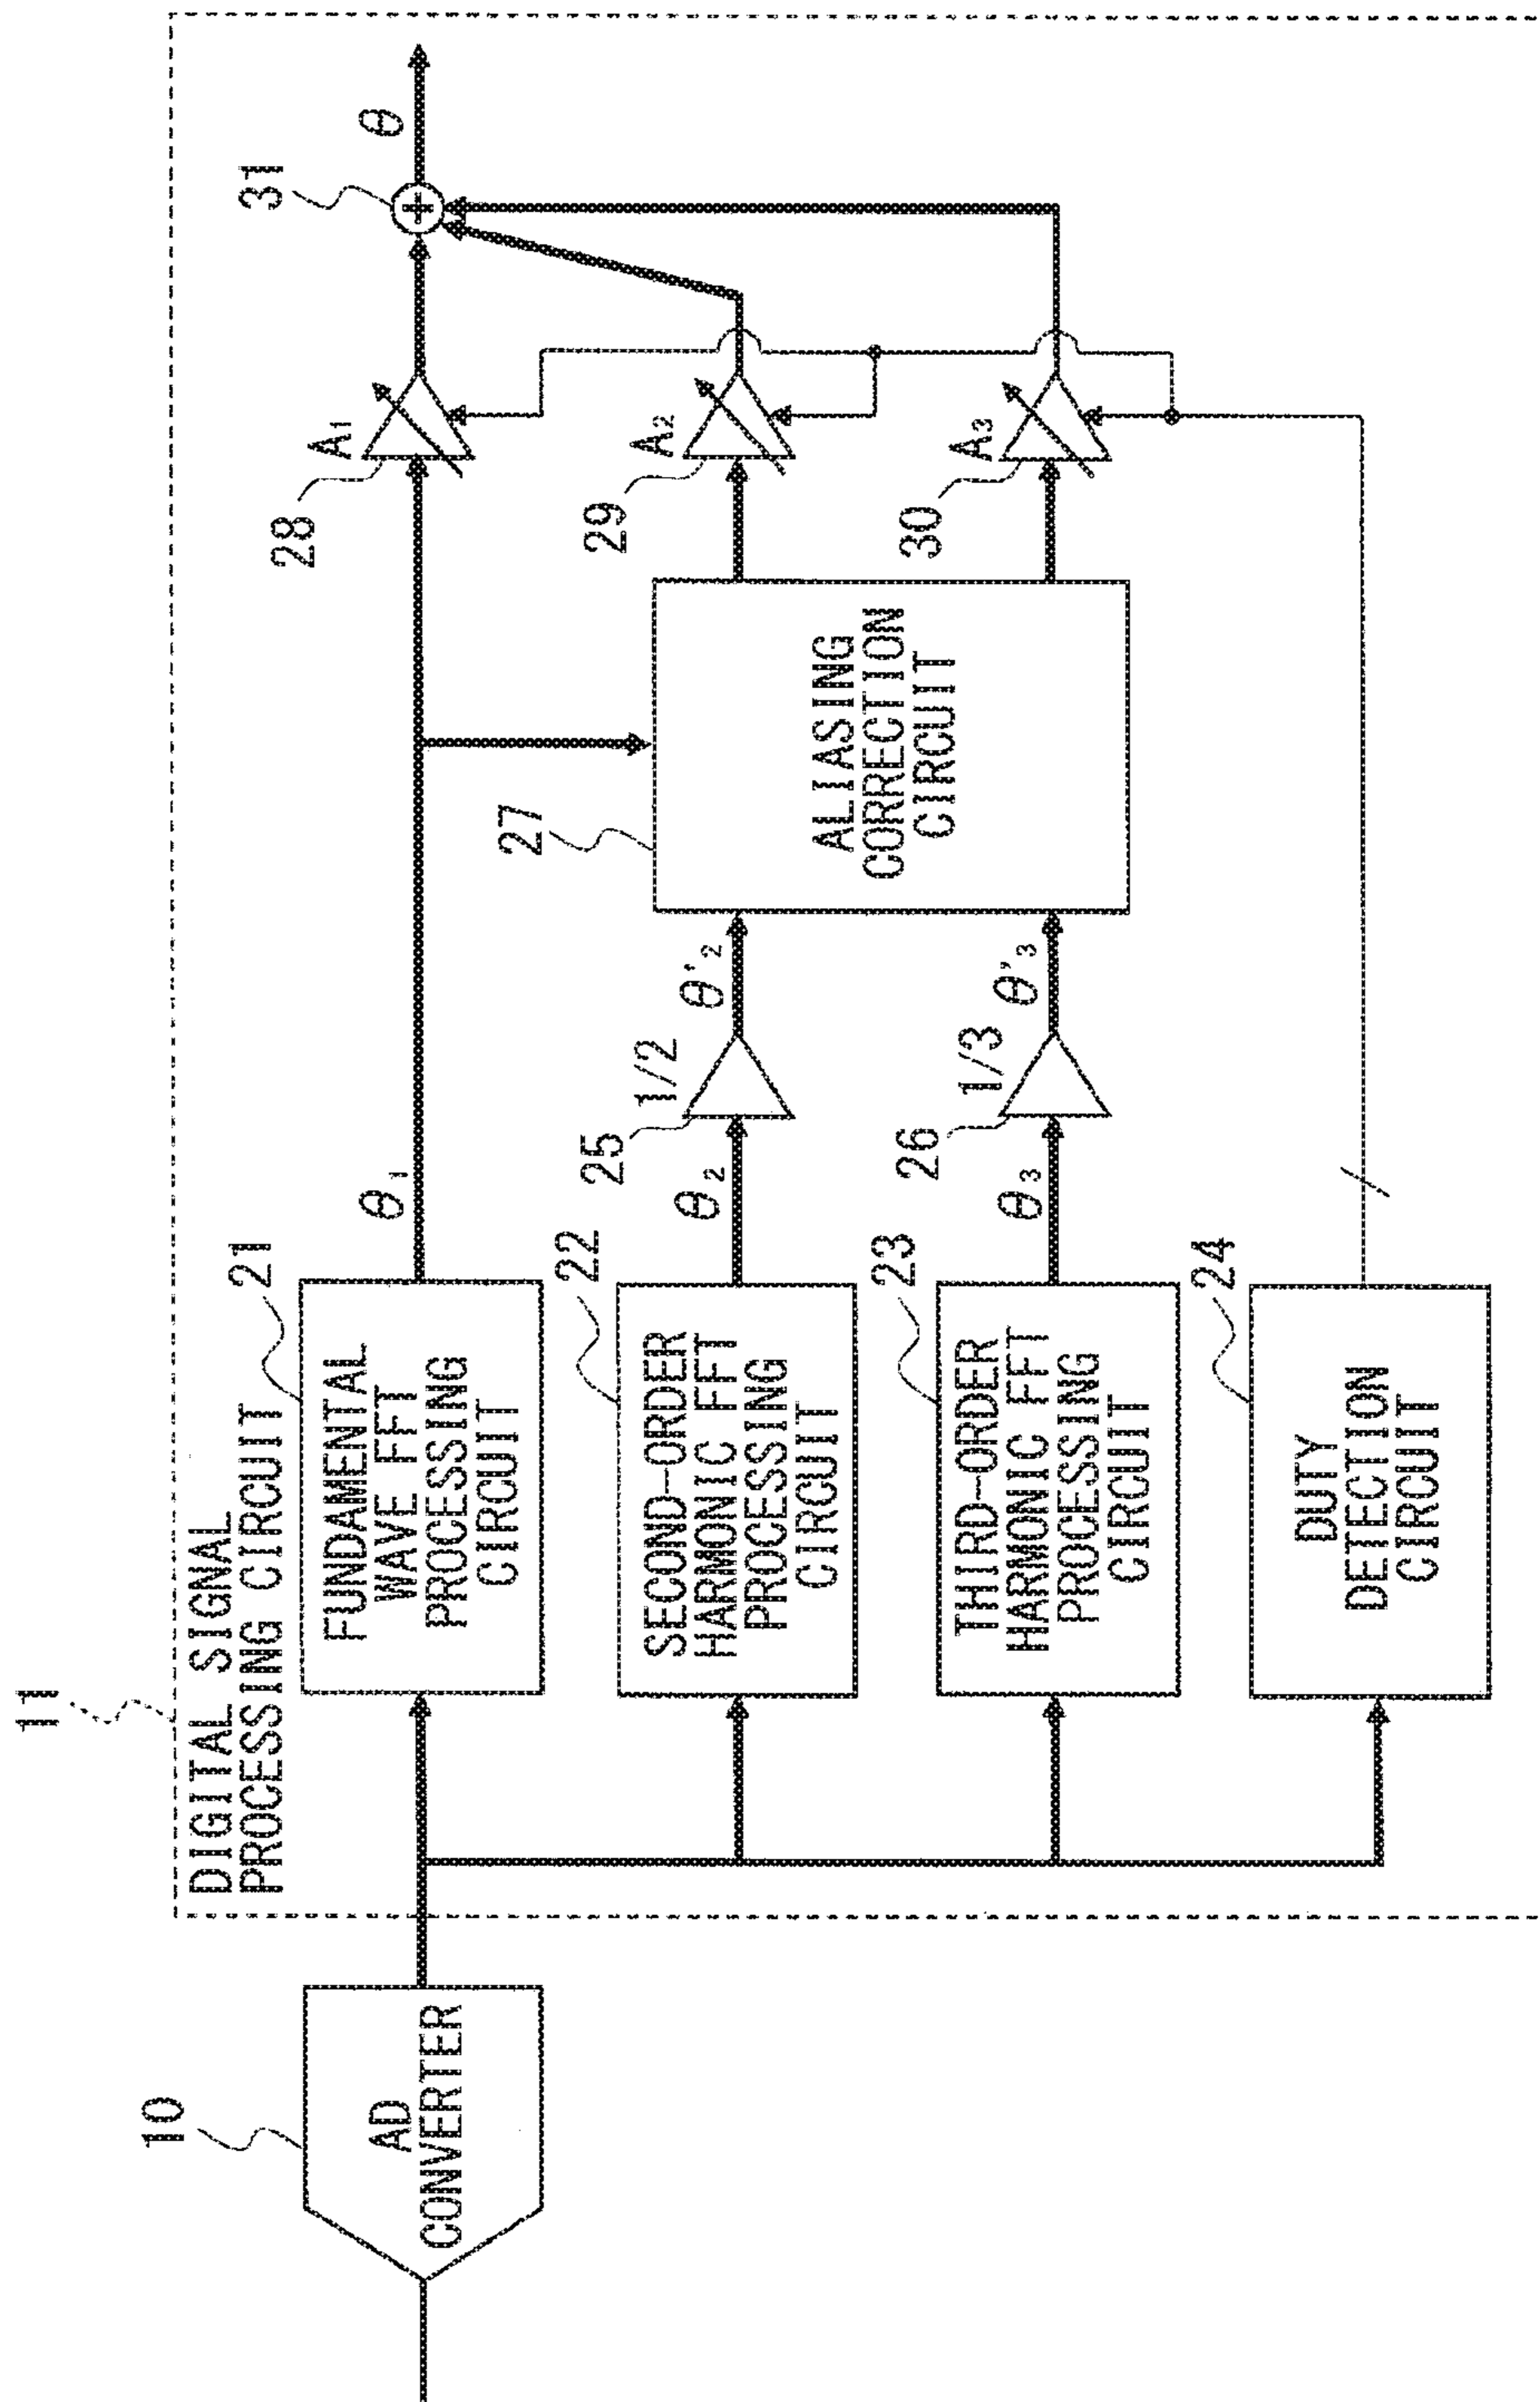 11
DIGITAL SIGNAL
PROCESSING CIRCUIT
10
AD
CONVERTER
21
FUNDAMENTAL
WAVE FFT
PROCESSING
CIRCUIT
θ₁
28
A₁
31
θ
22
SECOND-ORDER
HARMONIC FFT
PROCESSING
CIRCUIT
θ₂
25
1/2
θ'₂
27
ALIASING
CORRECTION
CIRCUIT
29
A₂
23
THIRD-ORDER
HARMONIC FFT
PROCESSING
CIRCUIT
θ₃
26
1/3
θ'₃
30
A₃
24
DUTY
DETECTION
CIRCUIT